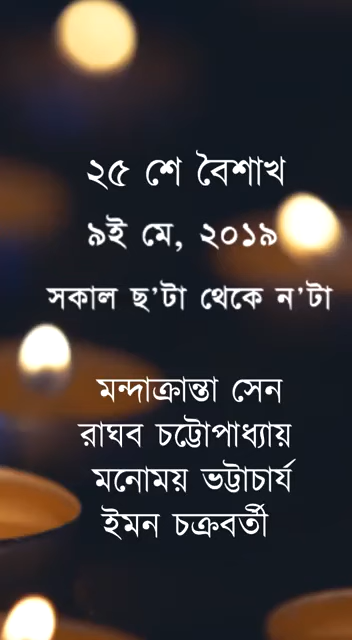 ২৫ শে বৈশাখ
৯ই মে, ২০১৯
সকাল ছ'টা থেকে ন'টা
মন্দাক্রান্তা সেন
রাঘব চট্টোপাধ্যায়
মনোময় ভট্টাচার্য
ইমন চক্রবর্তী